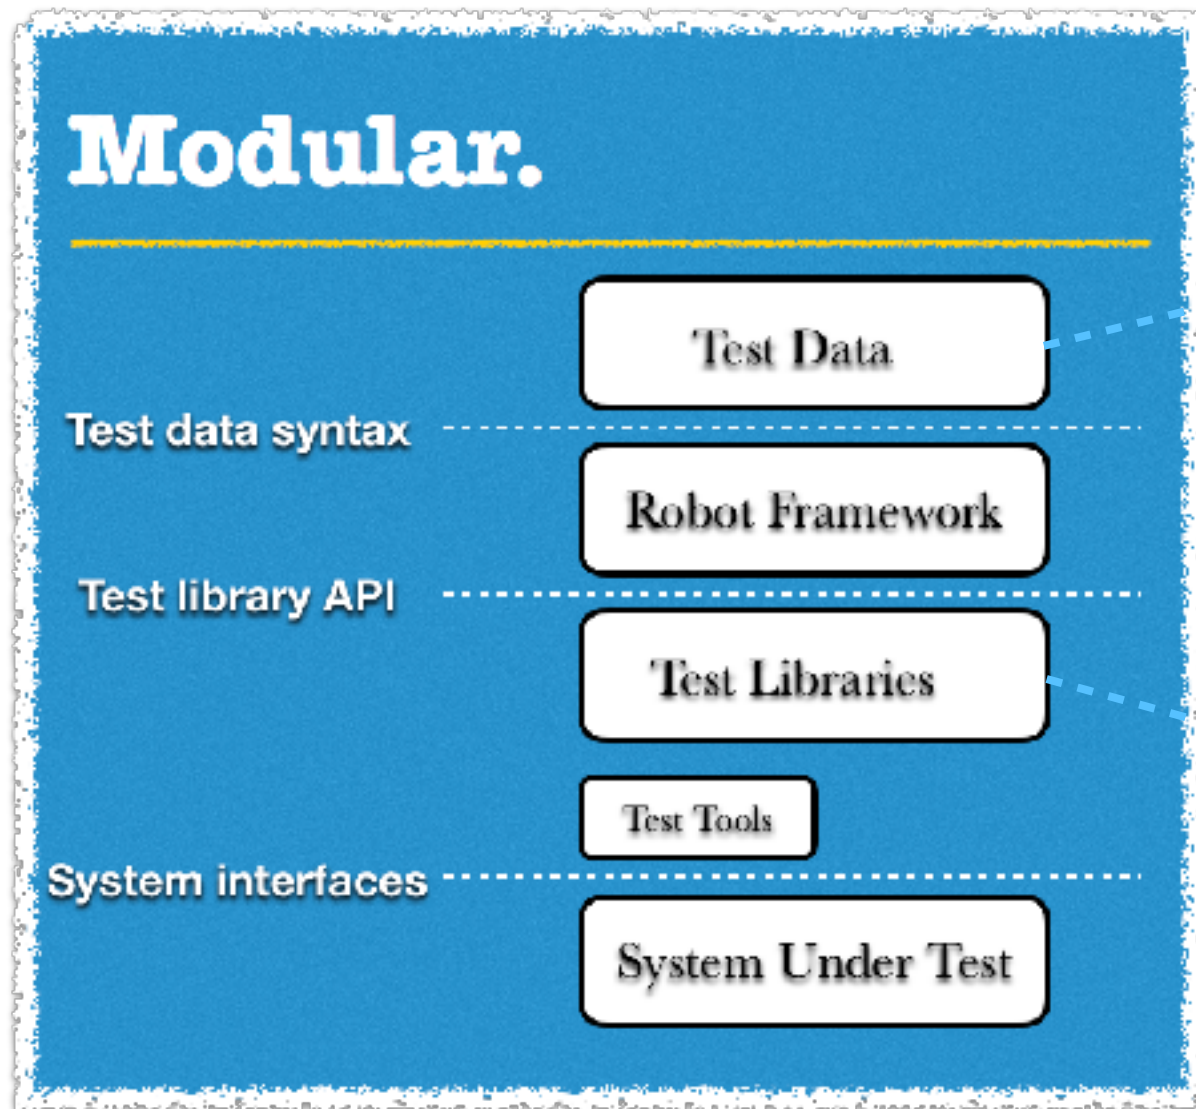 Modular.
Test Data
Test data syntax
Robot Framework
Test library API
Test Libraries
Test Tools
System interfaces
System Under Test